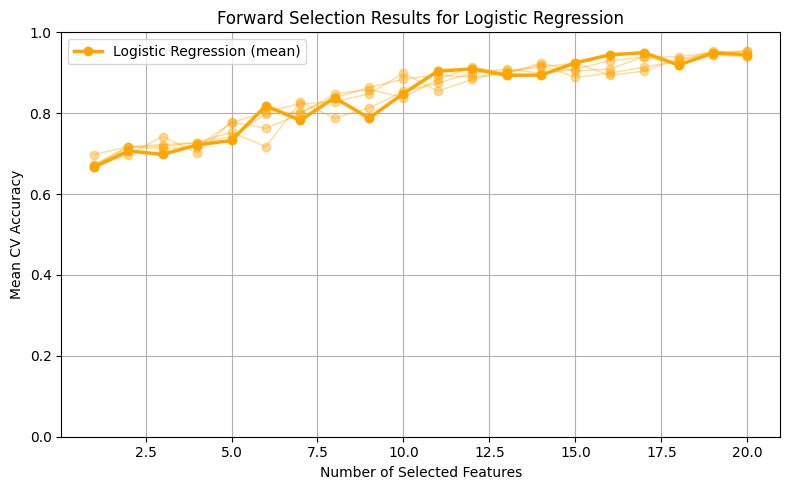 Forward Selection Results for Logistic Regression
Logistic Regression (mean)
Mean CV Accuracy
1.0
0.8
0.6
0.4
0.2
0.0
2.5 5.0 7.5 10.0 12.5 15.0 17.5 20.0
Number of Selected Features